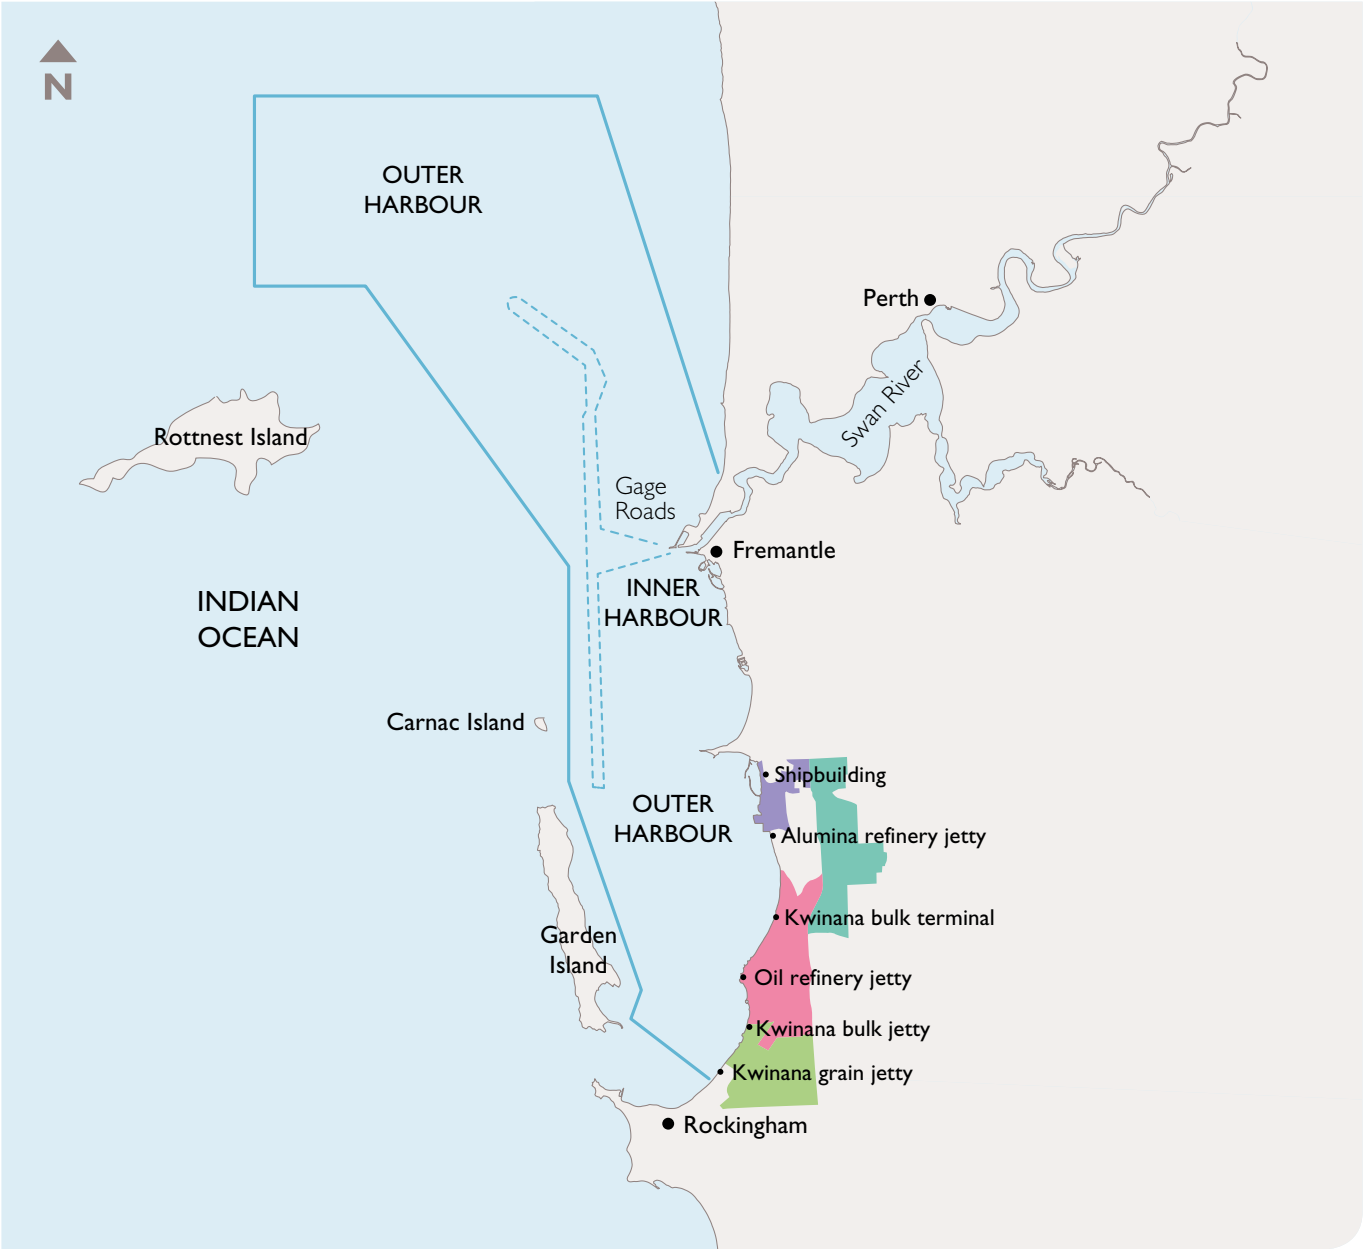 N
OUTER
HARBOUR
Perth
Swan River
Rottnest Island
Gage
Roads
Fremantle
INNER
HARBOUR
INDIAN
OCEAN
Carnac Island
Shipbuilding
OUTER
HARBOUR
Alumina refinery jetty
Kwinana bulk terminal
Garden
Island
Oil refinery jetty
Kwinana bulk jetty
Kwinana grain jetty
Rockingham